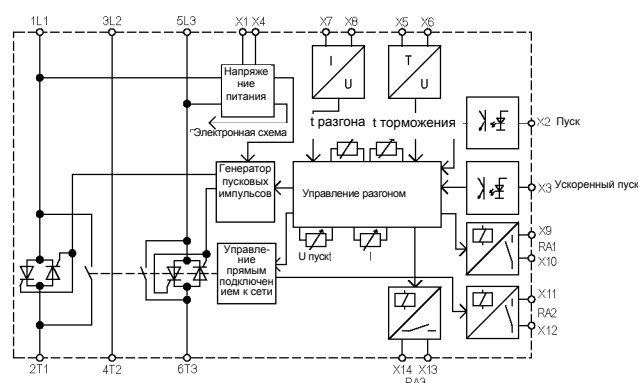 1L1 3L2 5L3 X1 X4 X7 X8 X5 X6
I
U
T
U
Напряже
ние
питания
Электронная схема
t разгона t торможения
X2 Пуск
X3 Ускоренный пуск
Генератор
пусковых
импульсов
Управление разгоном
U пуск
I
Управле-
ние
прямым
подключен
ием к сети
X9
RA1
X10
X11
RA2
X12
2T1 4T2 6T3 X14 X13
RA3